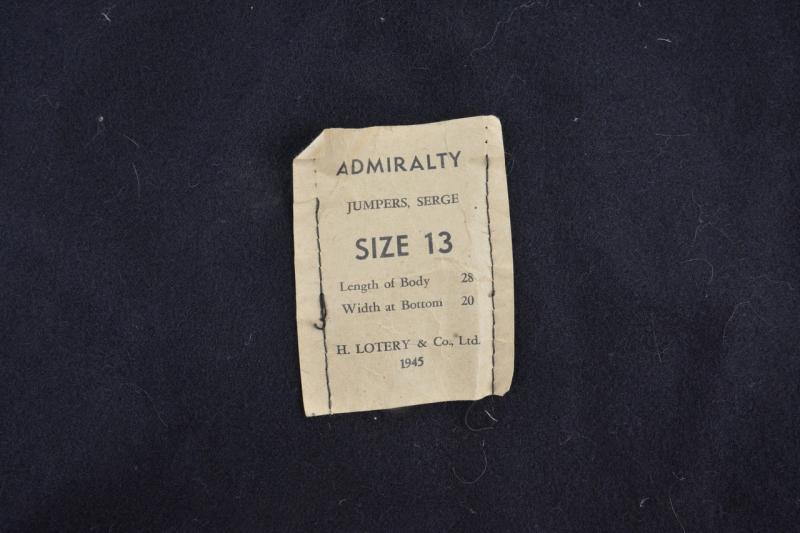 ADMIRALTY
JUMPERS, SERGE
SIZE 13
Length of Body 28
Width at Bottom 20
H. LOTERY & Co., Ltd.
1945